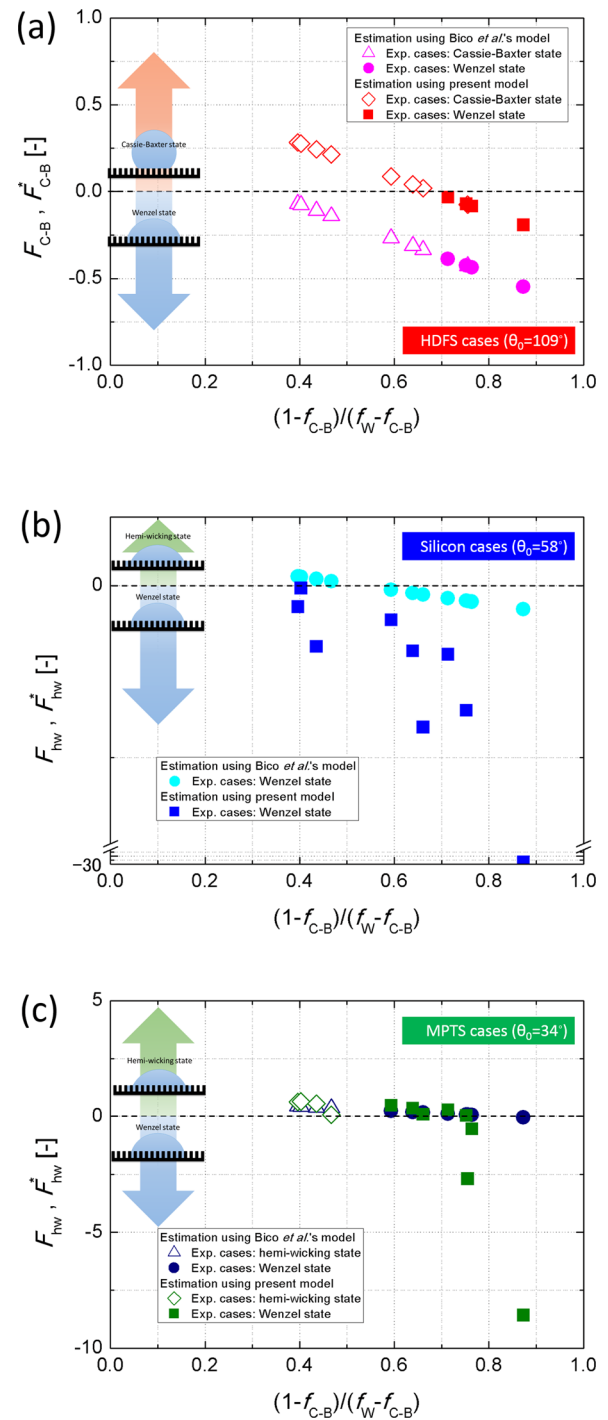 (a)
Estimation using Bico et al.'s model
Exp. cases: Cassie-Baxter state
Exp. cases: Wenzel state
Estimation using present model
Exp. cases: Cassie-Baxter state
Exp. cases: Wenzel state
1.0
0.5
0.0
-0.5
-1.0
F_C-B , F*_C-B [-]
Cassie-Baxter state
Wenzel state
HDFS cases (θ0=109°)
0.0 0.2 0.4 0.6 0.8 1.0
(1-f_C-B)/(f_W-f_C-B)
(b)
Hemi-wicking state
Silicon cases (θ0=58°)
0
Wenzel state
F_hw , F*_hw [-]
Estimation using Bico et al.'s model
Exp. cases: Wenzel state
Estimation using present model
Exp. cases: Wenzel state
−30
0.0 0.2 0.4 0.6 0.8 1.0
(1-f_C-B)/(f_W-f_C-B)
(c)
5
MPTS cases (θ0=34°)
Hemi-wicking state
0
Wenzel state
F_hw , F*_hw [-]
-5
Estimation using Bico et al.'s model
Exp. cases: hemi-wicking state
Exp. cases: Wenzel state
Estimation using present model
Exp. cases: hemi-wicking state
Exp. cases: Wenzel state
-10
0.0 0.2 0.4 0.6 0.8 1.0
(1-f_C-B)/(f_W-f_C-B)